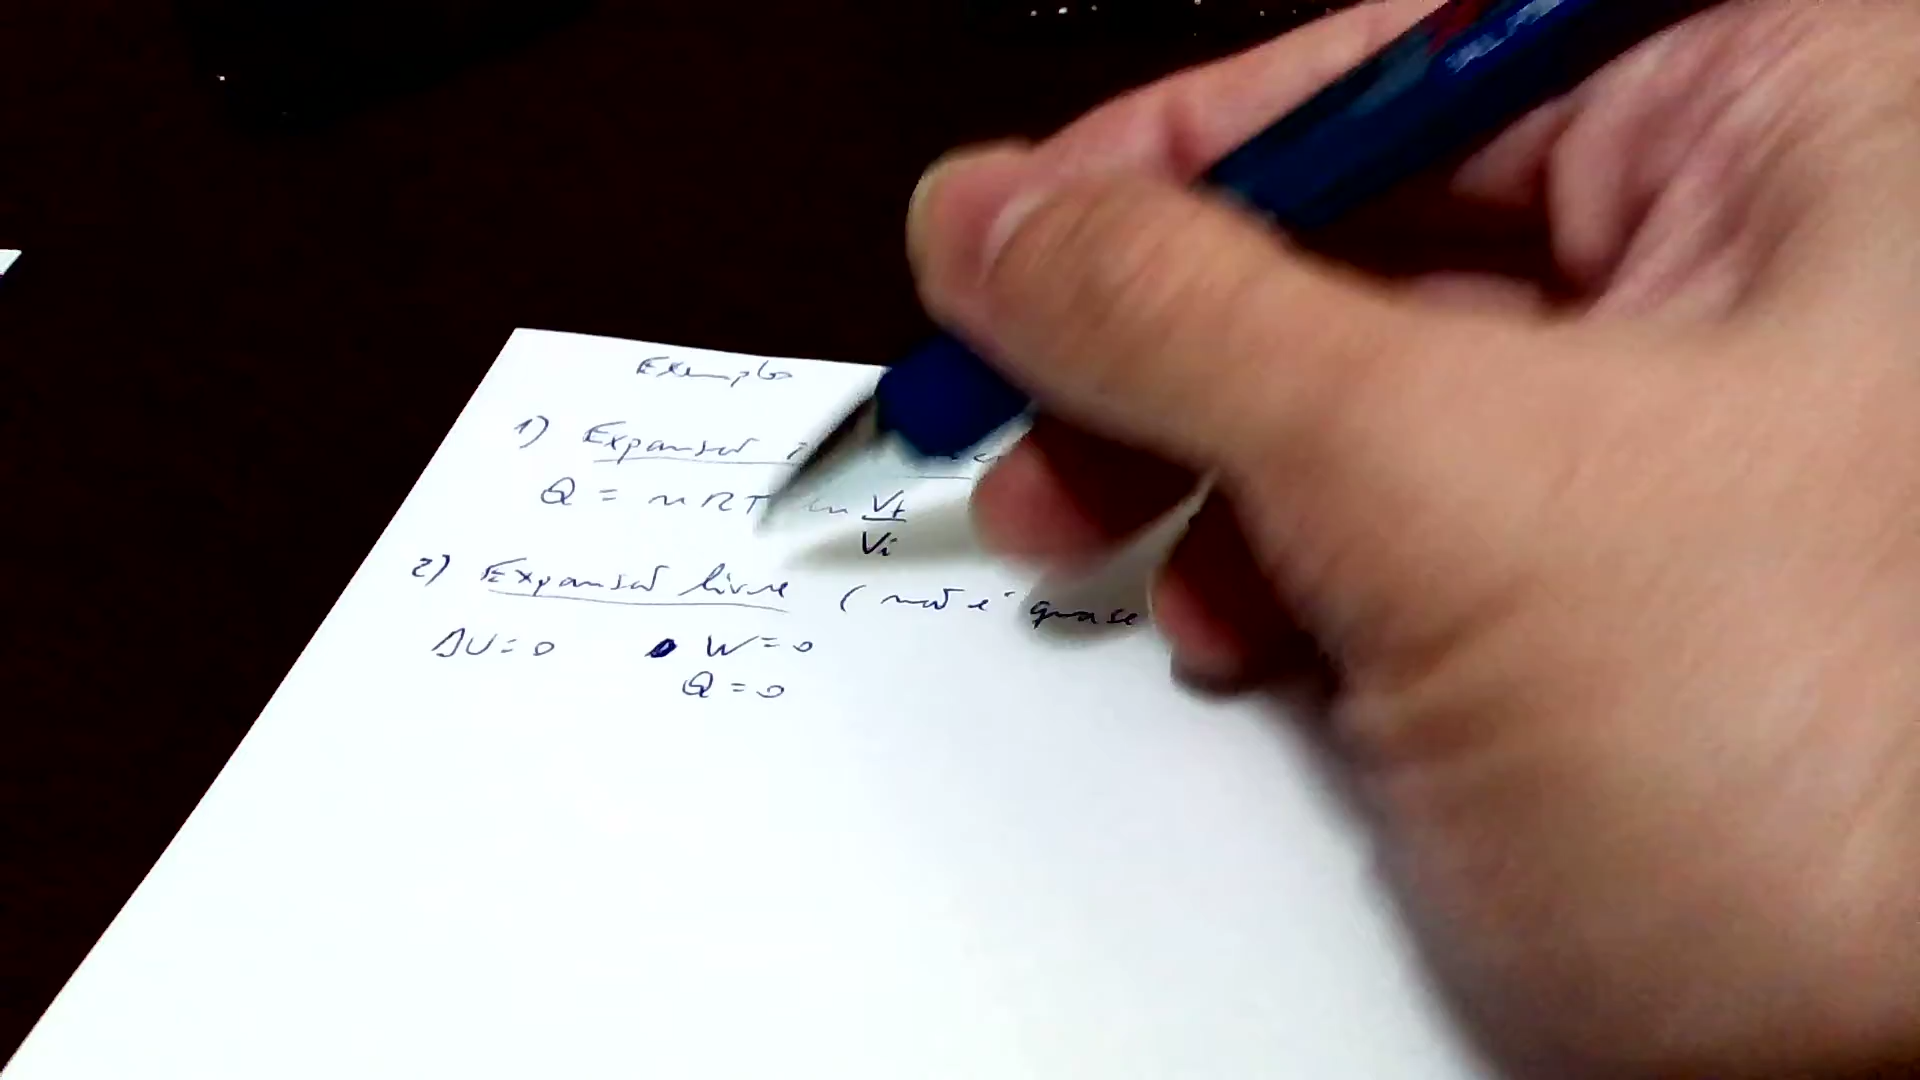 Exemplo
1) Expansão
Q = nRT ln Vf/Vi
2) Expansão livre (não é quase
ΔU = 0 W = 0
Q = 0